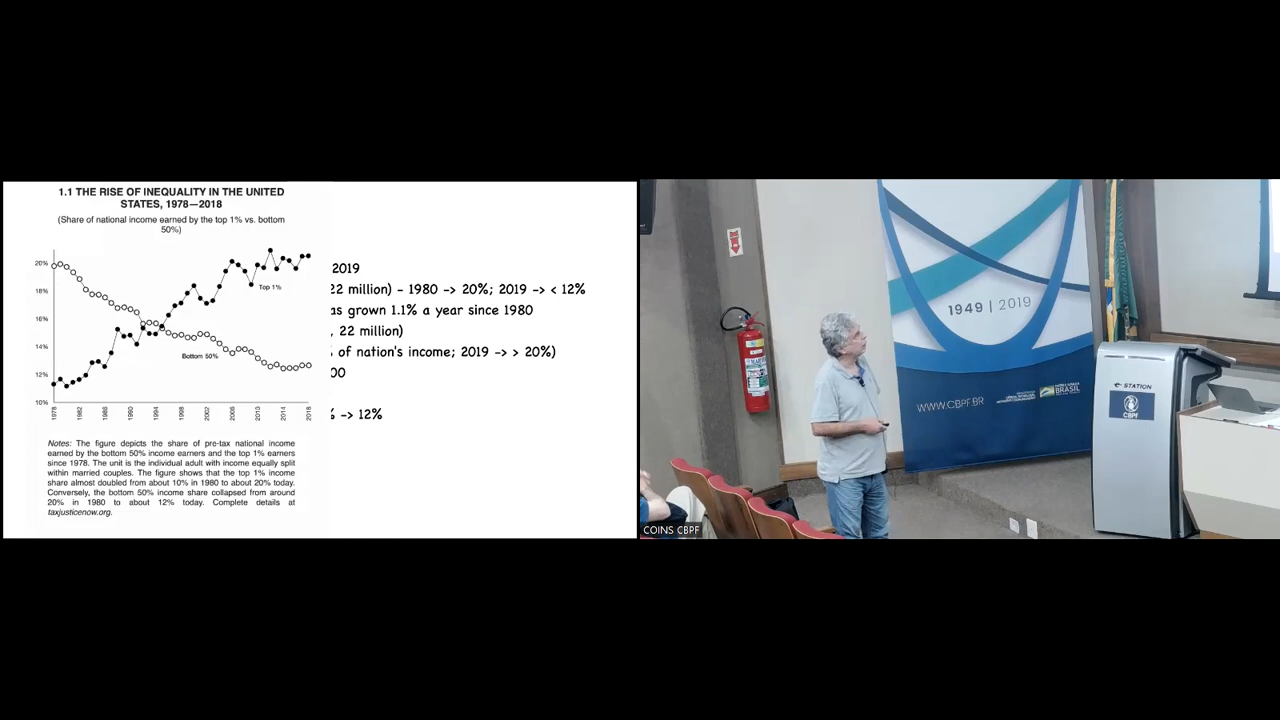 1.1 THE RISE OF INEQUALITY IN THE UNITED
STATES, 1978—2018
(Share of national income earned by the top 1% vs. bottom
50%)
20%
18%
16%
14%
12%
10%
Top 1%
Bottom 50%
1978
1982
1986
1990
1994
1998
2002
2006
2010
2014
2018
Notes: The figure depicts the share of pre-tax national income
earned by the bottom 50% income earners and the top 1% earners
since 1978. The unit is the individual adult with income equally split
within married couples. The figure shows that the top 1% income
share almost doubled from about 10% in 1980 to about 20% today.
Conversely, the bottom 50% income share collapsed from around
20% in 1980 to about 12% today. Complete details at
taxjusticenow.org.
2019
22 million) – 1980 -> 20%; 2019 -> < 12%
as grown 1.1% a year since 1980
, 22 million)
% of nation's income; 2019 -> > 20%)
00
% -> 12%
1949 | 2019
WWW.CBPF.BR
BRASIL
STATION
CBPF
COINS CBPF